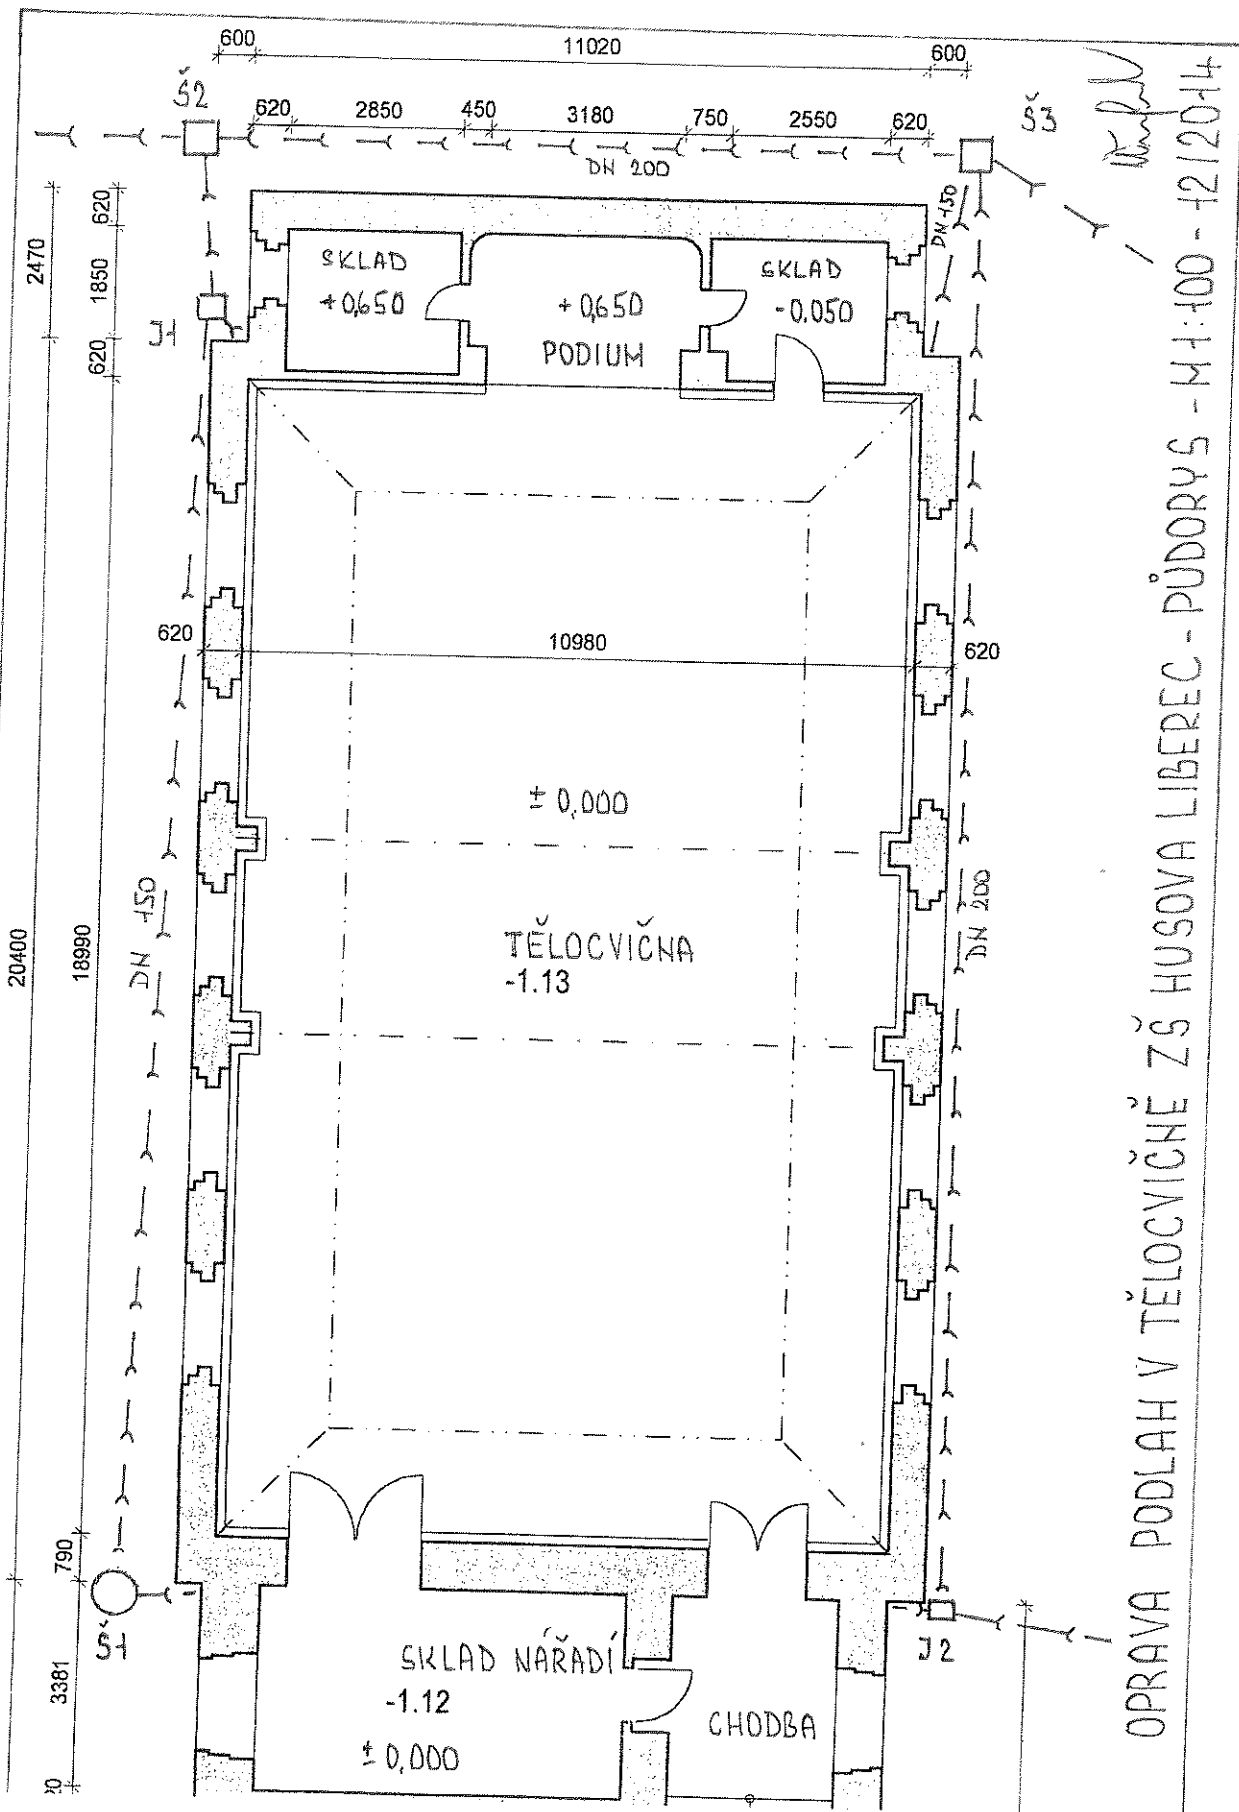 600
11020
600
Š2
620
2850
450
3180
750
2550
620
Š3
DN 200
DN 150
620
1850
620
2470
SKLAD
+0,650
+0,650
PODIUM
SKLAD
-0.050
J1
620
10980
620
± 0,000
TĚLOCVIČNA
-1.13
DN 150
DN 200
20400
18990
790
3381
Š1
SKLAD NÁŘADÍ
-1.12
± 0,000
CHODBA
J2
OPRAVA PODLAH V TĚLOCVIČNĚ ZŠ HUSOVA LIBEREC - PŮDORYS - M 1:100 - 12/2014